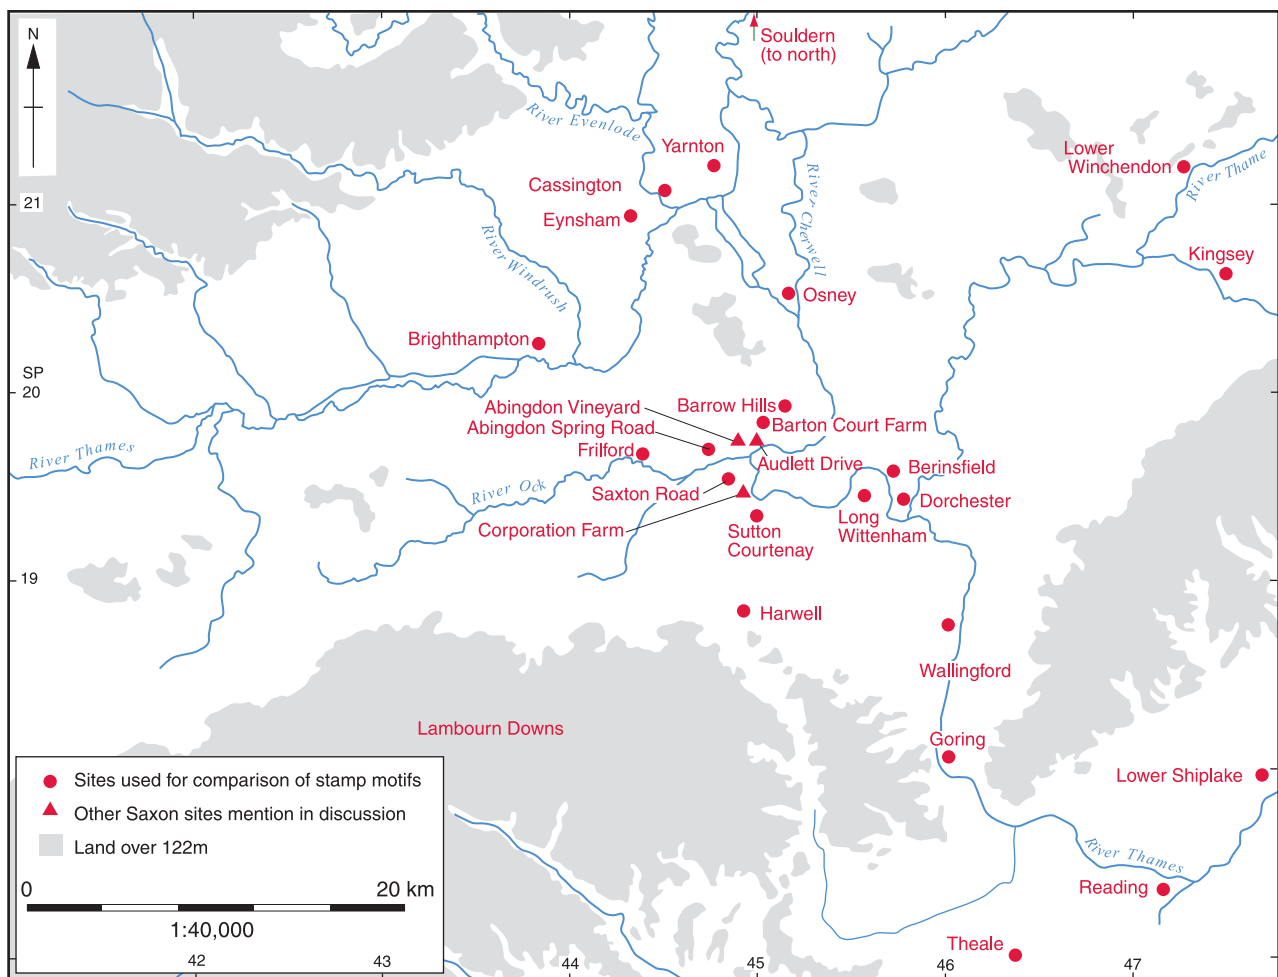 N
Souldern
(to north)
River Evenlode
Yarnton
Lower
Winchendon
River Thame
Cassington
River Cherwell
21
Eynsham
River Windrush
Kingsey
Osney
Brighthampton
SP
20
Abingdon Vineyard
Barrow Hills
Abingdon Spring Road
Barton Court Farm
Frilford
River Thames
Audlett Drive
Berinsfield
River Ock
Saxton Road
Dorchester
Corporation Farm
Long
Wittenham
Sutton
Courtenay
19
Harwell
Wallingford
Lambourn Downs
Goring
Lower Shiplake
Sites used for comparison of stamp motifs
Other Saxon sites mention in discussion
Land over 122m
0
20 km
1:40,000
River Thames
Reading
Theale
42
43
44
45
46
47